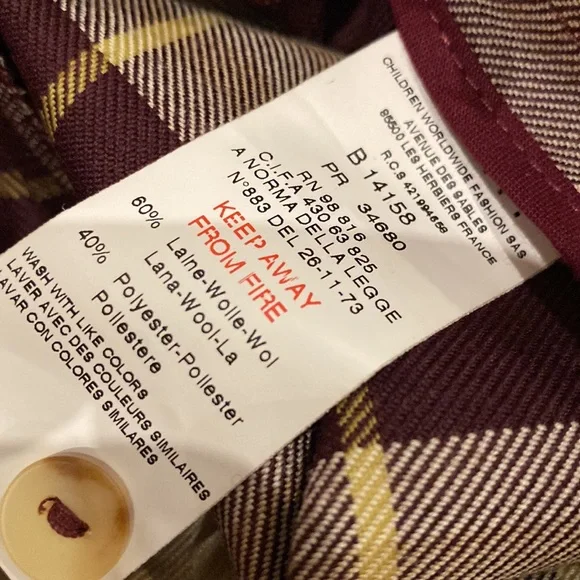 CHILDREN WORLDWIDE FASHION SAS
AVENUE DES SABLES
85500 LES HERBIERS FRANCE
R.C.S 421994658
B 14158
PR 34680
RN 98 816
C.I.F.A 430 63 825
A NORMA DELLA LEGGE
N°883 DEL 26-11-73
KEEP AWAY
FROM FIRE
60% Laine-Wolle-Wol
Lana-Wool-La
40% Polyester-Polliester
Poliestere
WASH WITH LIKE COLORS
LAVER AVEC DES COULEURS SIMILAIRES
LAVAR CON COLORES SIMILARES